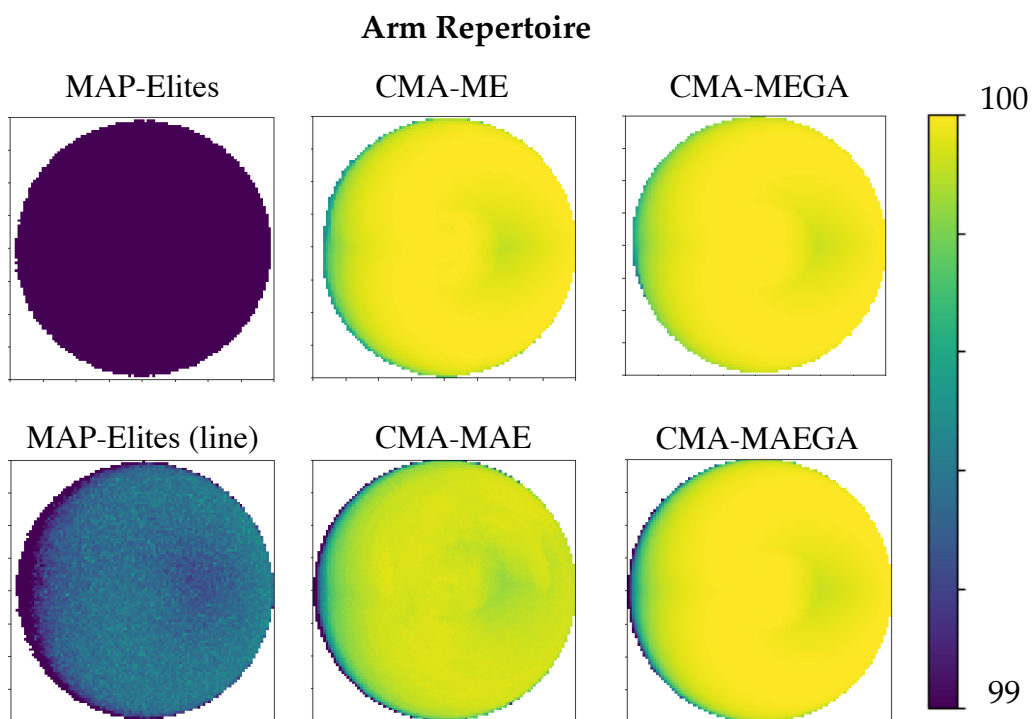 Arm Repertoire
MAP-Elites
CMA-ME
CMA-MEGA
100
MAP-Elites (line)
CMA-MAE
CMA-MAEGA
99